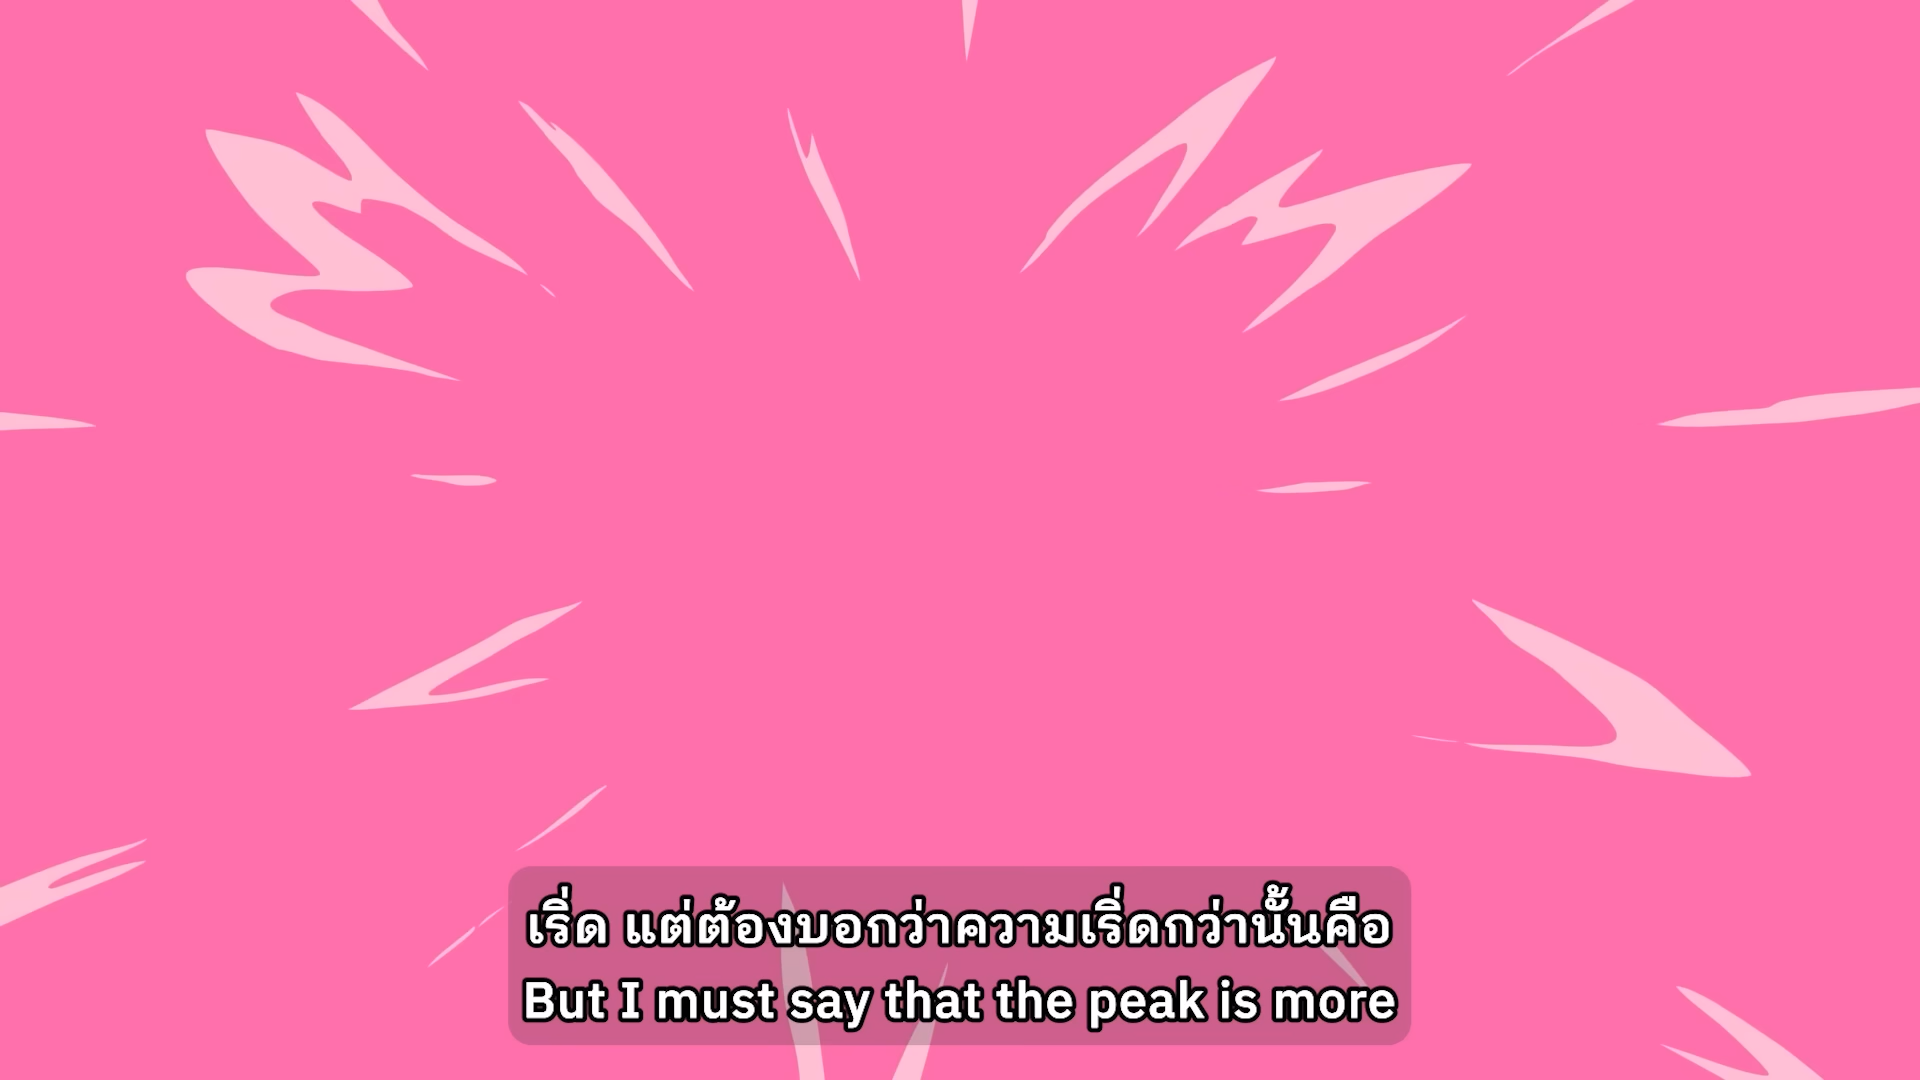 เริ่ด แต่ต้องบอกว่าความเริ่ดกว่านั้นคือ
But I must say that the peak is more